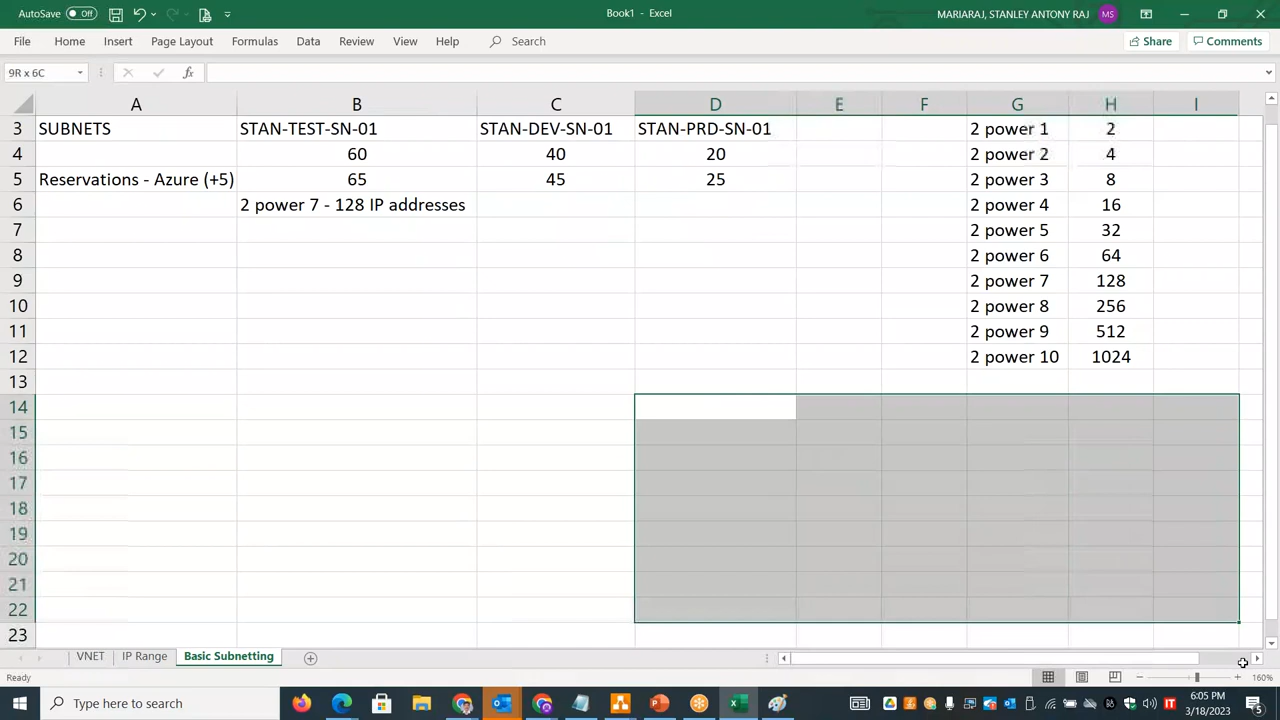 AutoSave Off Book1 - Excel MARIARAJ, STANLEY ANTONY RAJ MS
File Home Insert Page Layout Formulas Data Review View Help Search Share Comments
9R x 6C fx
A B C D E F G H I
3 SUBNETS STAN-TEST-SN-01 STAN-DEV-SN-01 STAN-PRD-SN-01 2 power 1 2
4 60 40 20 2 power 2 4
5 Reservations - Azure (+5) 65 45 25 2 power 3 8
6 2 power 7 - 128 IP addresses 2 power 4 16
7 2 power 5 32
8 2 power 6 64
9 2 power 7 128
10 2 power 8 256
11 2 power 9 512
12 2 power 10 1024
13
14
15
16
17
18
19
20
21
22
23
VNET IP Range Basic Subnetting
Ready 160%
Type here to search 6:05 PM
3/18/2023